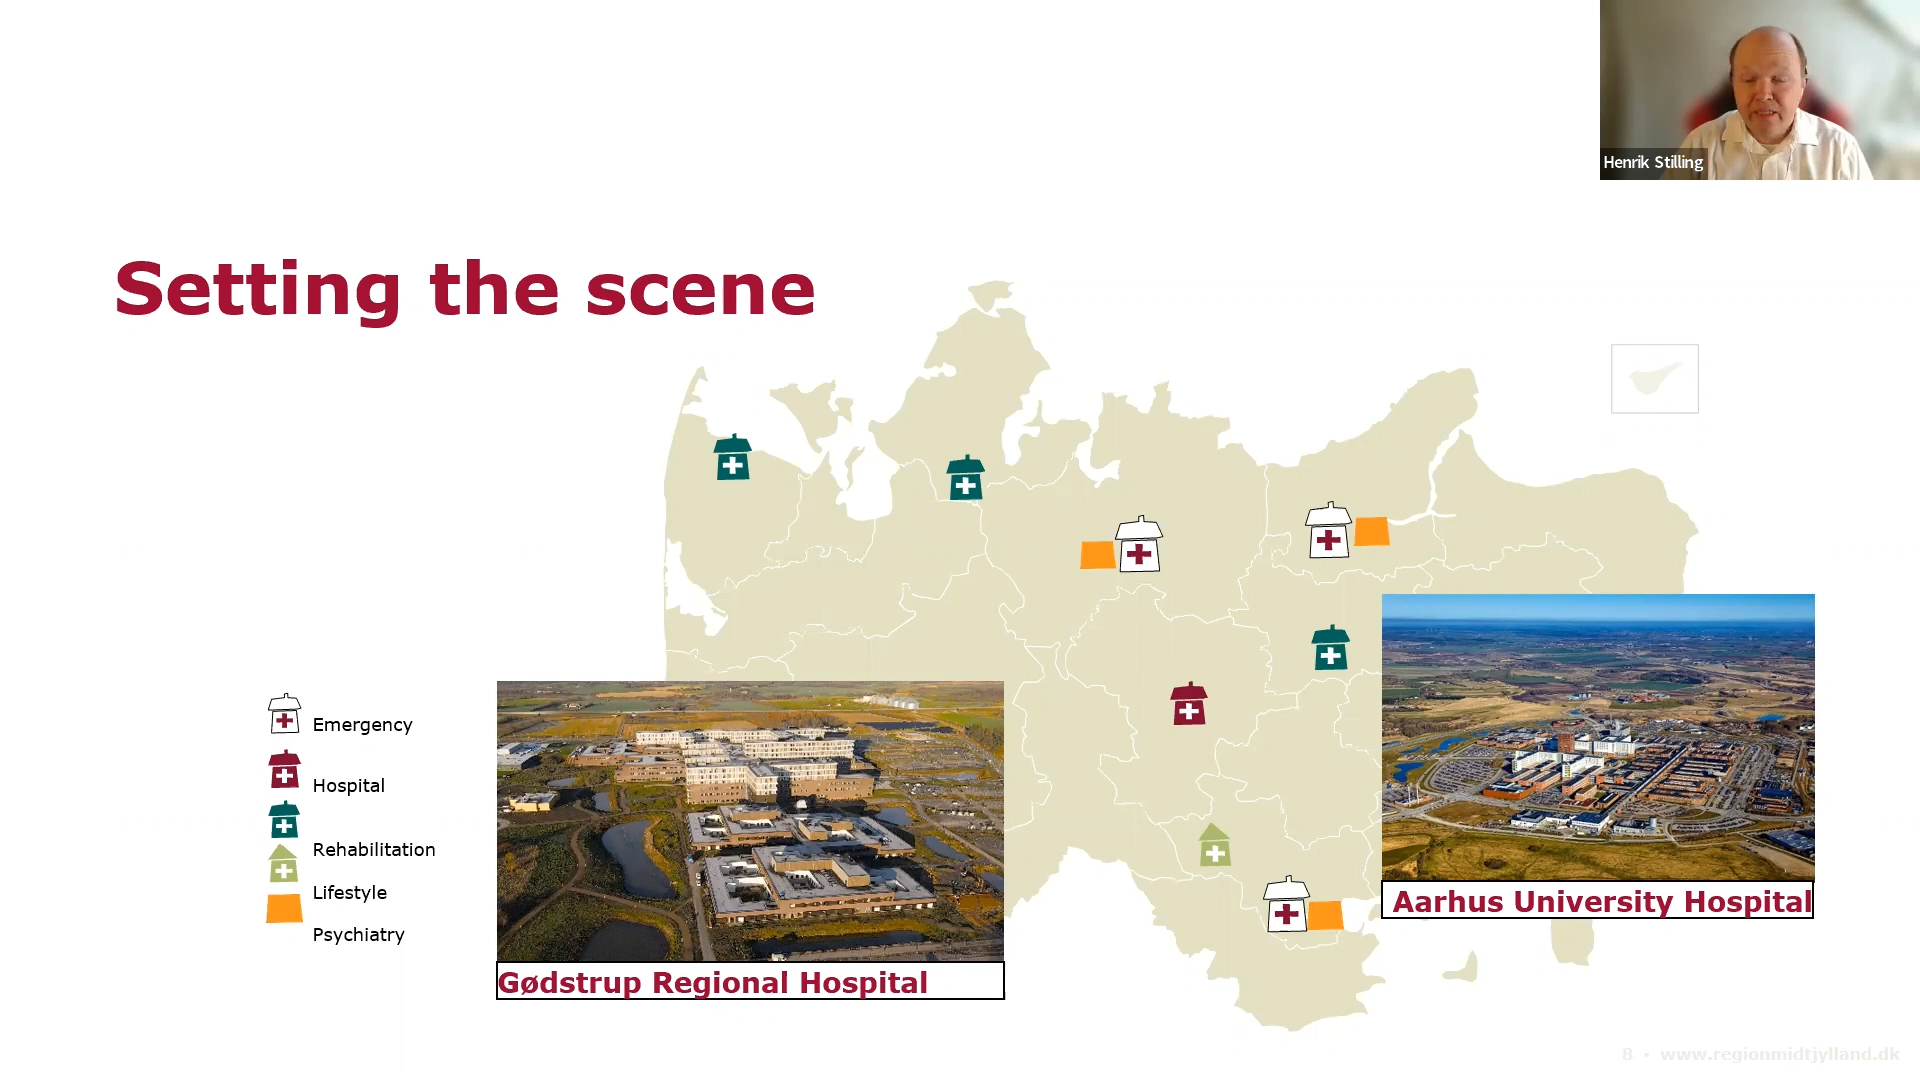 Henrik Stilling
Setting the scene
Emergency
Hospital
Rehabilitation
Lifestyle
Psychiatry
Aarhus University Hospital
Gødstrup Regional Hospital
8 • www.regionmidtjylland.dk